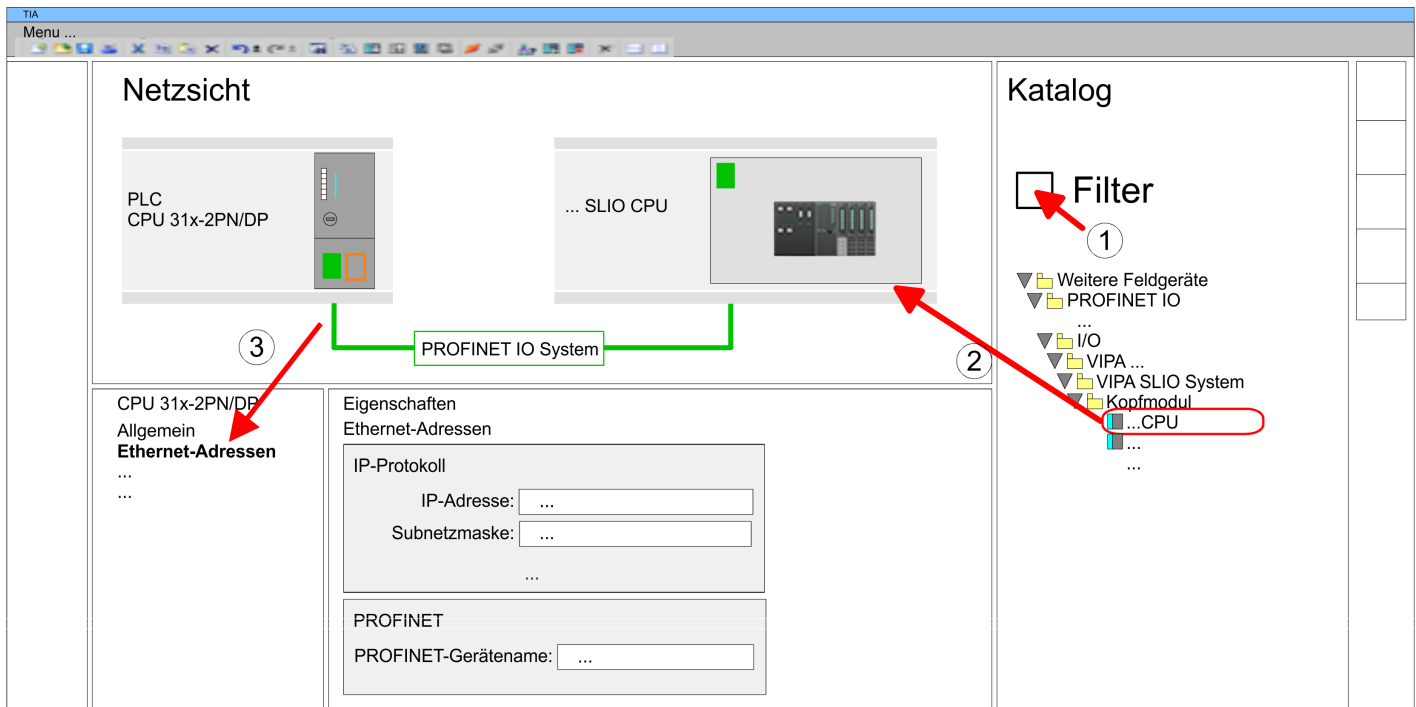 TIA
Menu ...
Netzsicht
PLC
CPU 31x-2PN/DP
... SLIO CPU
PROFINET IO System
3
2
Katalog
Filter
1
Weitere Feldgeräte
PROFINET IO
...
I/O
VIPA ...
VIPA SLIO System
Kopfmodul
...CPU
...
...
CPU 31x-2PN/DP
Allgemein
Ethernet-Adressen
...
...
Eigenschaften
Ethernet-Adressen
IP-Protokoll
IP-Adresse: ...
Subnetzmaske: ...
...
PROFINET
PROFINET-Gerätename: ...